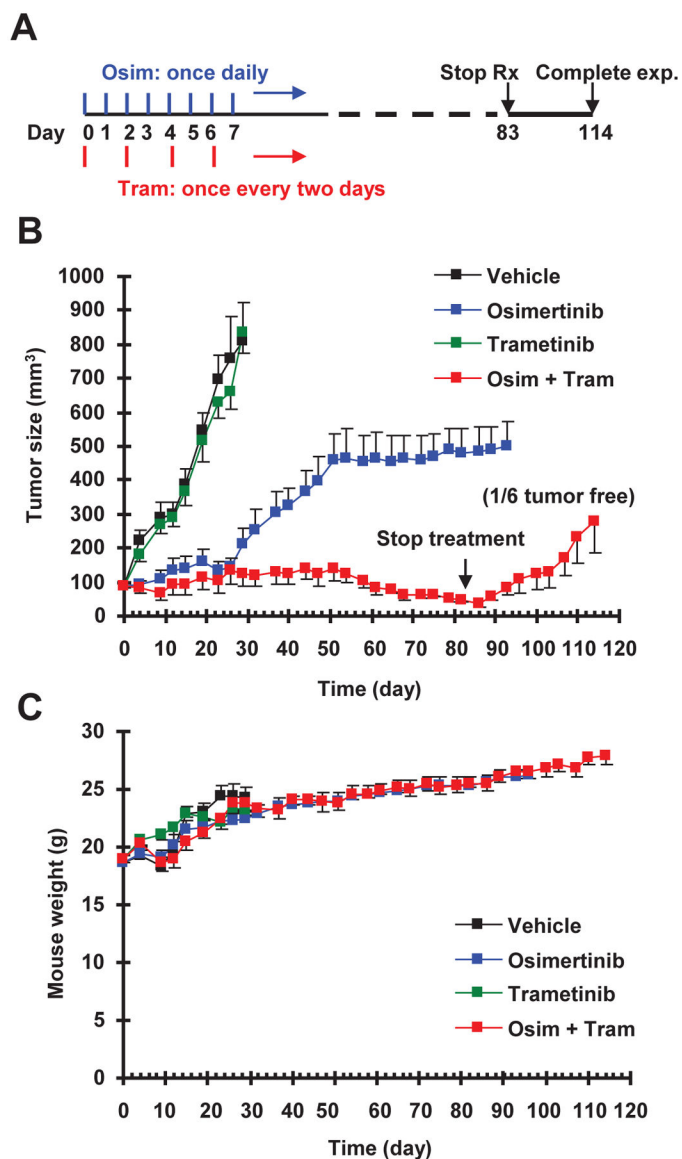 A
Osim: once daily
Stop Rx Complete exp.
Day 0 1 2 3 4 5 6 7 83 114
Tram: once every two days
B
1000
900
800
700
600
500
400
300
200
100
0
Tumor size (mm³)
Vehicle
Osimertinib
Trametinib
Osim + Tram
(1/6 tumor free)
Stop treatment
0 10 20 30 40 50 60 70 80 90 100 110 120
Time (day)
C
30
25
20
15
10
5
0
Mouse weight (g)
Vehicle
Osimertinib
Trametinib
Osim + Tram
0 10 20 30 40 50 60 70 80 90 100 110 120
Time (day)